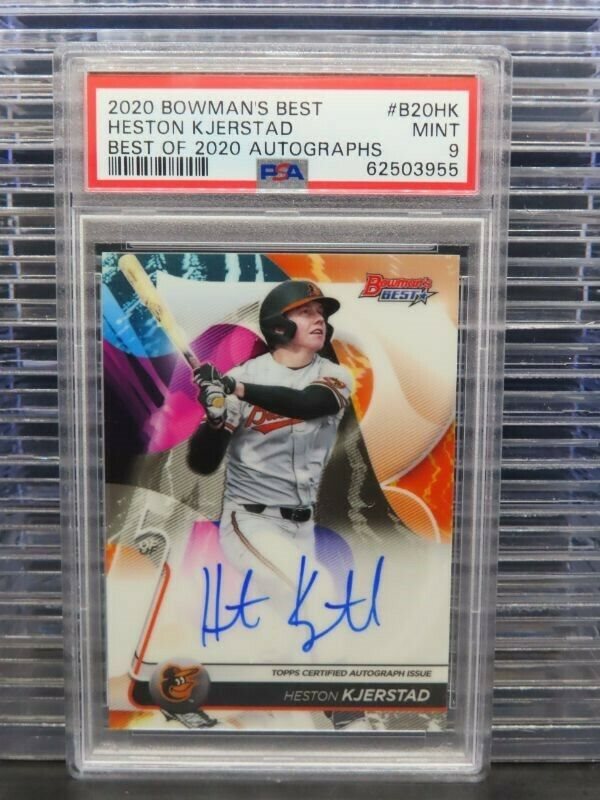 2020 BOWMAN'S BEST #B20HK
HESTON KJERSTAD MINT
BEST OF 2020 AUTOGRAPHS 9
PSA 62503955
Bowman's
BEST
TOPPS CERTIFIED AUTOGRAPH ISSUE
HESTON KJERSTAD